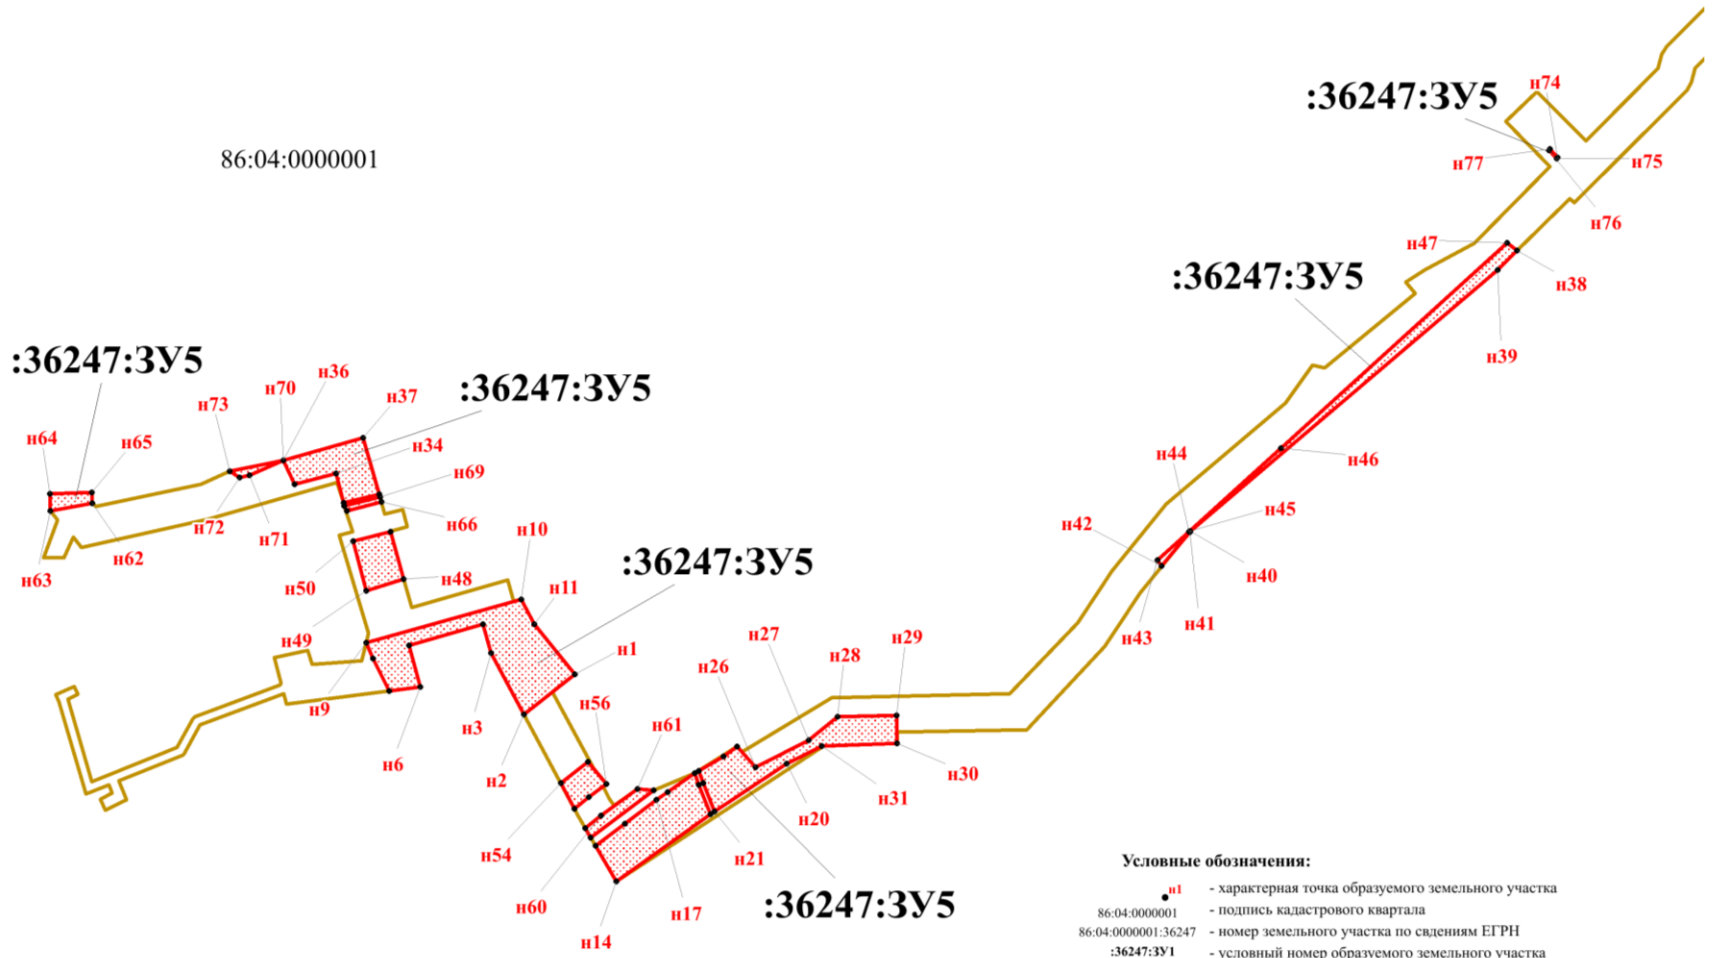 н74
:36247:ЗУ5
86:04:0000001
н77
н75
н76
н47
:36247:ЗУ5
н38
н39
:36247:ЗУ5
н36
н70
:36247:ЗУ5
н37
н73
н64
н65
н34
н44
н46
н69
н45
н42
н66
н72
н10
н71
н62
:36247:ЗУ5
н63
н50
н48
н40
н11
н41
н43
н49
н1
н27
н29
н28
н26
н56
н9
н3
н61
н6
н2
н30
н31
н20
н54
н21
н60
н17
:36247:ЗУ5
н14
Условные обозначения:
н1 - характерная точка образуемого земельного участка
86:04:0000001 - подпись кадастрового квартала
86:04:0000001:36247 - номер земельного участка по свдениям ЕГРН
:36247:ЗУ1 - условный номер образуемого земельного участка